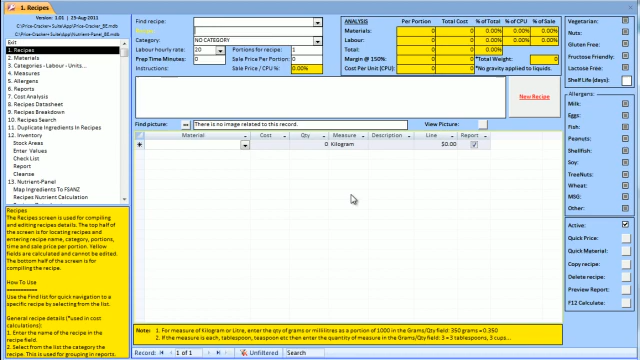 1. Recipes
Version: 1.01 | 25-Aug-2011
C:\Price-Cracker-Suite\App\Price-Cracker_BE.mdb
C:\Price-Cracker-Suite\App\Nutrient-Panel_BE.mdb
Exit
1. Recipes
2. Materials
3. Categories - Labour - Units...
4. Measures
5. Allergens
6. Reports
7. Cost Analysis
8. Recipes Datasheet
9. Recipes Breakdown
10. Recipes Search
11. Duplicate Ingredients In Recipes
12. Inventory
Stock Areas
Enter Values
Check List
Report
Cleanse
13. Nutrient-Panel
Map Ingredients To FSANZ
Recipes Nutrient Calculation
Recipes
The Recipes screen is used for compiling
and editing recipes details. The top half of
the screen is for locating recipes and
entering recipe name, category, portions,
time and sale price per portion. Yellow
fields are calculated and cannot be edited.
The bottom half of the screen is for
compiling the recipe.
How To Use
==========
Use the Find list for quick navigation to a
specific recipe by selecting from the list.
General recipe details (*used in cost
calculations):
1. Enter the name of the recipe in the
recipe field.
2. Select from the list the category the
recipe. This is used for grouping in reports,
Find recipe:
Recipe:
Category: NO CATEGORY
Labour hourly rate: 20 Portions for recipe: 1
Prep Time Minutes: 0 Sale Price Per Portion: 0
Instructions: Sale Price / CPU %: 0.00%
ANALYSIS Per Portion Total Cost % of Total % of CPU % of Sale
Materials: 0 0 0.00% 0.00% 0.00%
Labour: 0 0 0.00% 0.00% 0.00%
Total: 0 0 0.00%
Margin @ 150%: 0 0 *Total Weight: 0
Cost Per Unit (CPU): 0 0 *No gravity applied to liquids.
New Recipe
Find picture: There is no image related to this record. View Picture:
Material Cost Qty Measure Description Line Report
0 Kilogram $0.00
Note: 1. For measure of Kilogram or Litre, enter the qty of grams or millilitres as a portion of 1000 in the Grams/Qty field: 350 grams = 0.350
2. If the measure is each, tablespoon, teaspoon etc then enter the quantity of measure in the Grams/Qty field: 3 = 3 tablespoons, 3 cups...
Record: 1 of 1 Unfiltered Search
Vegetarian:
Nuts:
Gluten Free:
Fructose Friendly:
Lactose Free:
Shelf Life (days):
Allergens:
Milk:
Eggs:
Fish:
Peanuts:
Shellfish:
Soy:
TreeNuts:
Wheat:
MSG:
Other:
Active:
Quick Price:
Quick Material:
Copy recipe:
Delete recipe:
Preview Report:
F12 Calculate: